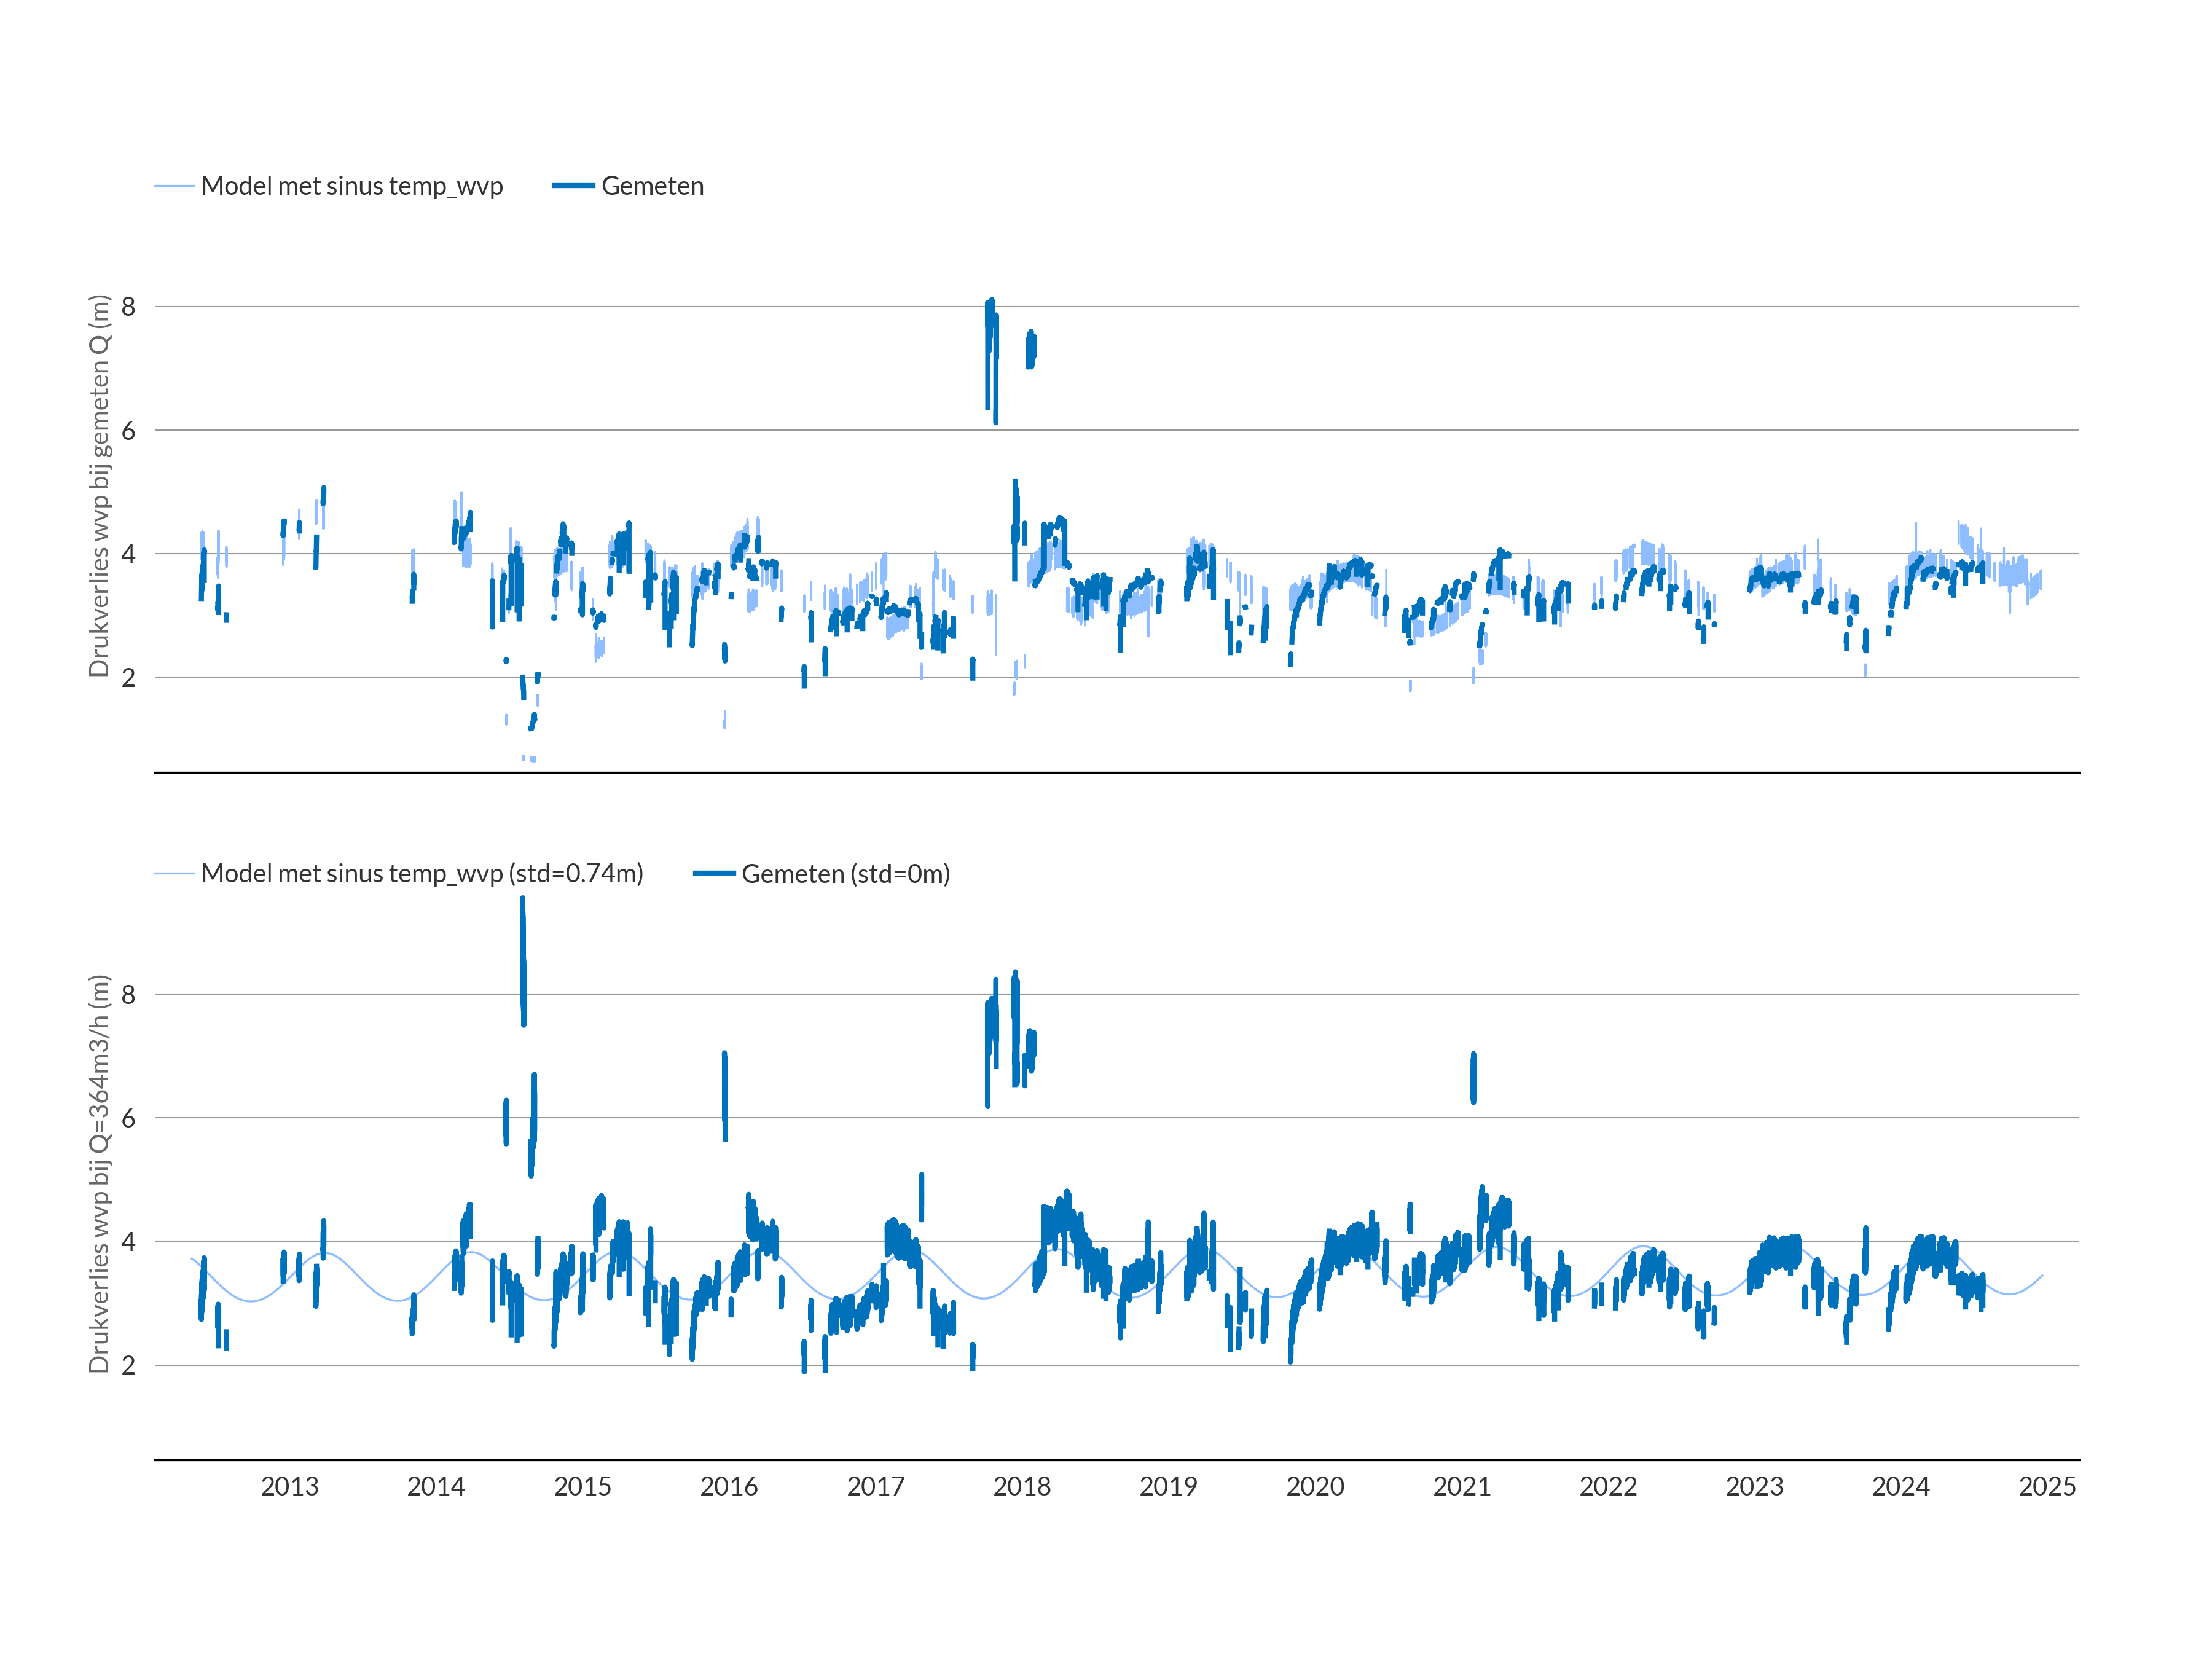 Model met sinus temp_wvp Gemeten
Drukverlies wvp bij gemeten Q (m)
8
6
4
2
Model met sinus temp_wvp (std=0.74m) Gemeten (std=0m)
Drukverlies wvp bij Q=364m3/h (m)
8
6
4
2
2013 2014 2015 2016 2017 2018 2019 2020 2021 2022 2023 2024 2025